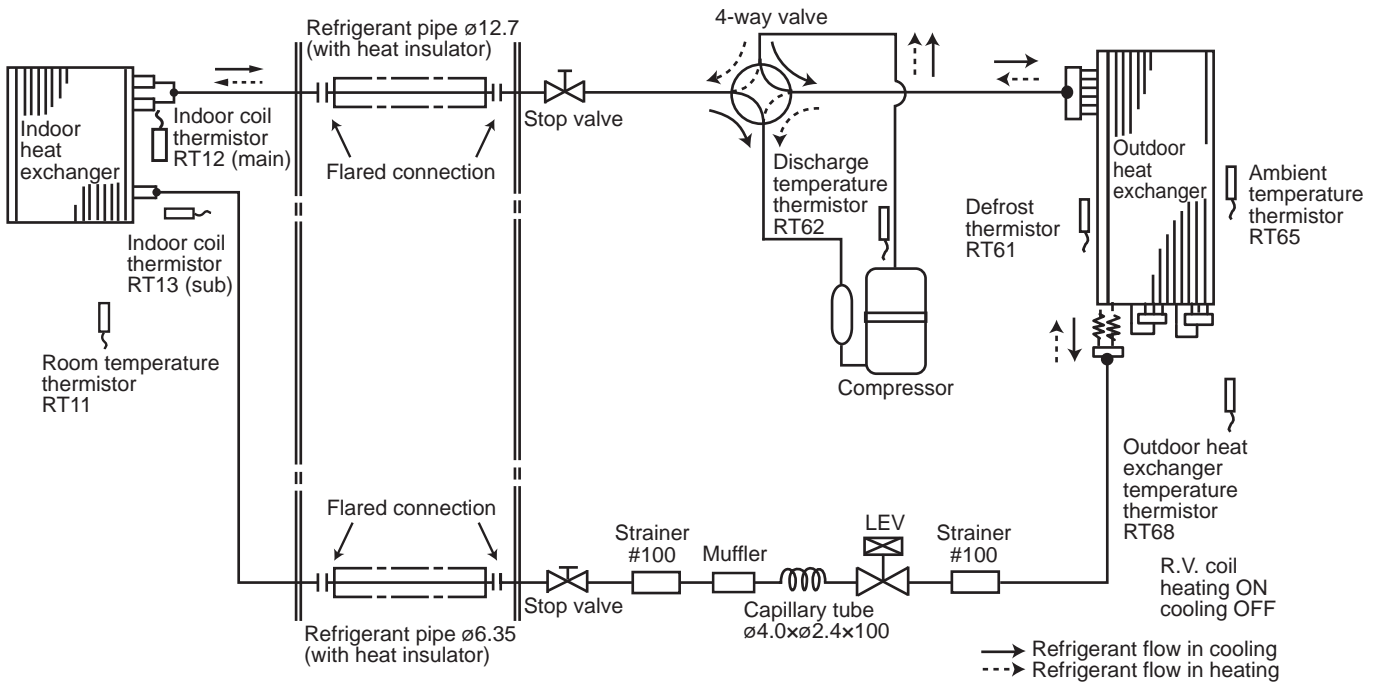 4-way valve
Refrigerant pipe ø12.7
(with heat insulator)
Indoor
heat
exchanger
Indoor coil
thermistor
RT12 (main)
Flared connection
Stop valve
Discharge
temperature
thermistor
RT62
Defrost
thermistor
RT61
Outdoor
heat
exchanger
Ambient
temperature
thermistor
RT65
Indoor coil
thermistor
RT13 (sub)
Room temperature
thermistor
RT11
Compressor
Outdoor heat
exchanger
temperature
thermistor
RT68
Flared connection
Stop valve
Strainer
#100
Muffler
Capillary tube
ø4.0×ø2.4×100
LEV
Strainer
#100
R.V. coil
heating ON
cooling OFF
Refrigerant pipe ø6.35
(with heat insulator)
Refrigerant flow in cooling
Refrigerant flow in heating